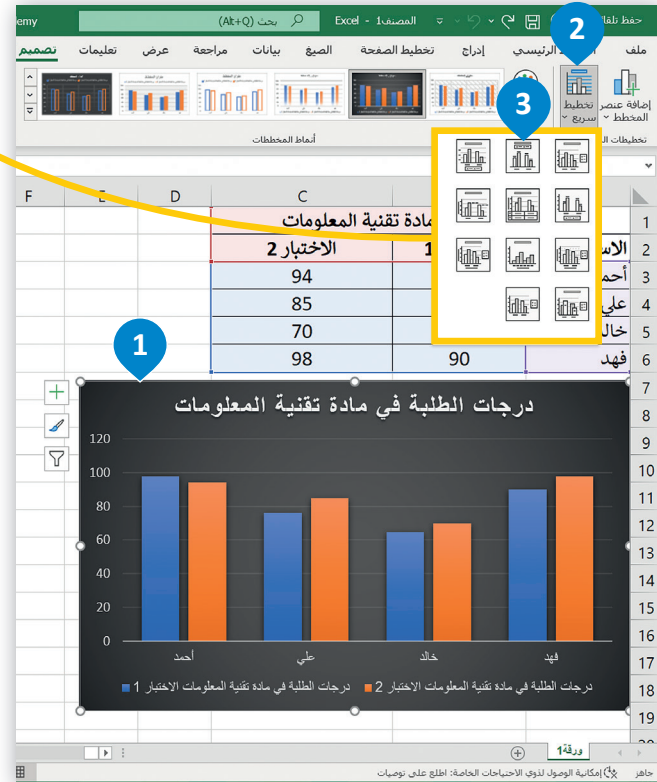 حفظ تلقائي
المصنف1 - Excel
بحث (Alt+Q)
emy
2
ملف
الرئيسي
إدراج
تخطيط الصفحة
الصيغ
بيانات
مراجعة
عرض
تعليمات
تصميم
إضافة عنصر المخطط
تخطيط سريع
3
تخطيطات
أنماط المخططات
C D E F
مادة تقنية المعلومات 1
الاختبار 2 2
94 أحمد 3
85 علي 4
70 خالد 5
فهد 90 98 6
1
7
درجات الطلبة في مادة تقنية المعلومات
8
120
9
100
10
80
11
12
60
13
40
14
20
15
0
16
أحمد علي خالد فهد
17
درجات الطلبة في مادة تقنية المعلومات الاختبار 1
درجات الطلبة في مادة تقنية المعلومات الاختبار 2
18
19
ورقة1
جاهز
إمكانية الوصول لذوي الاحتياجات الخاصة: اطلع على توصيات